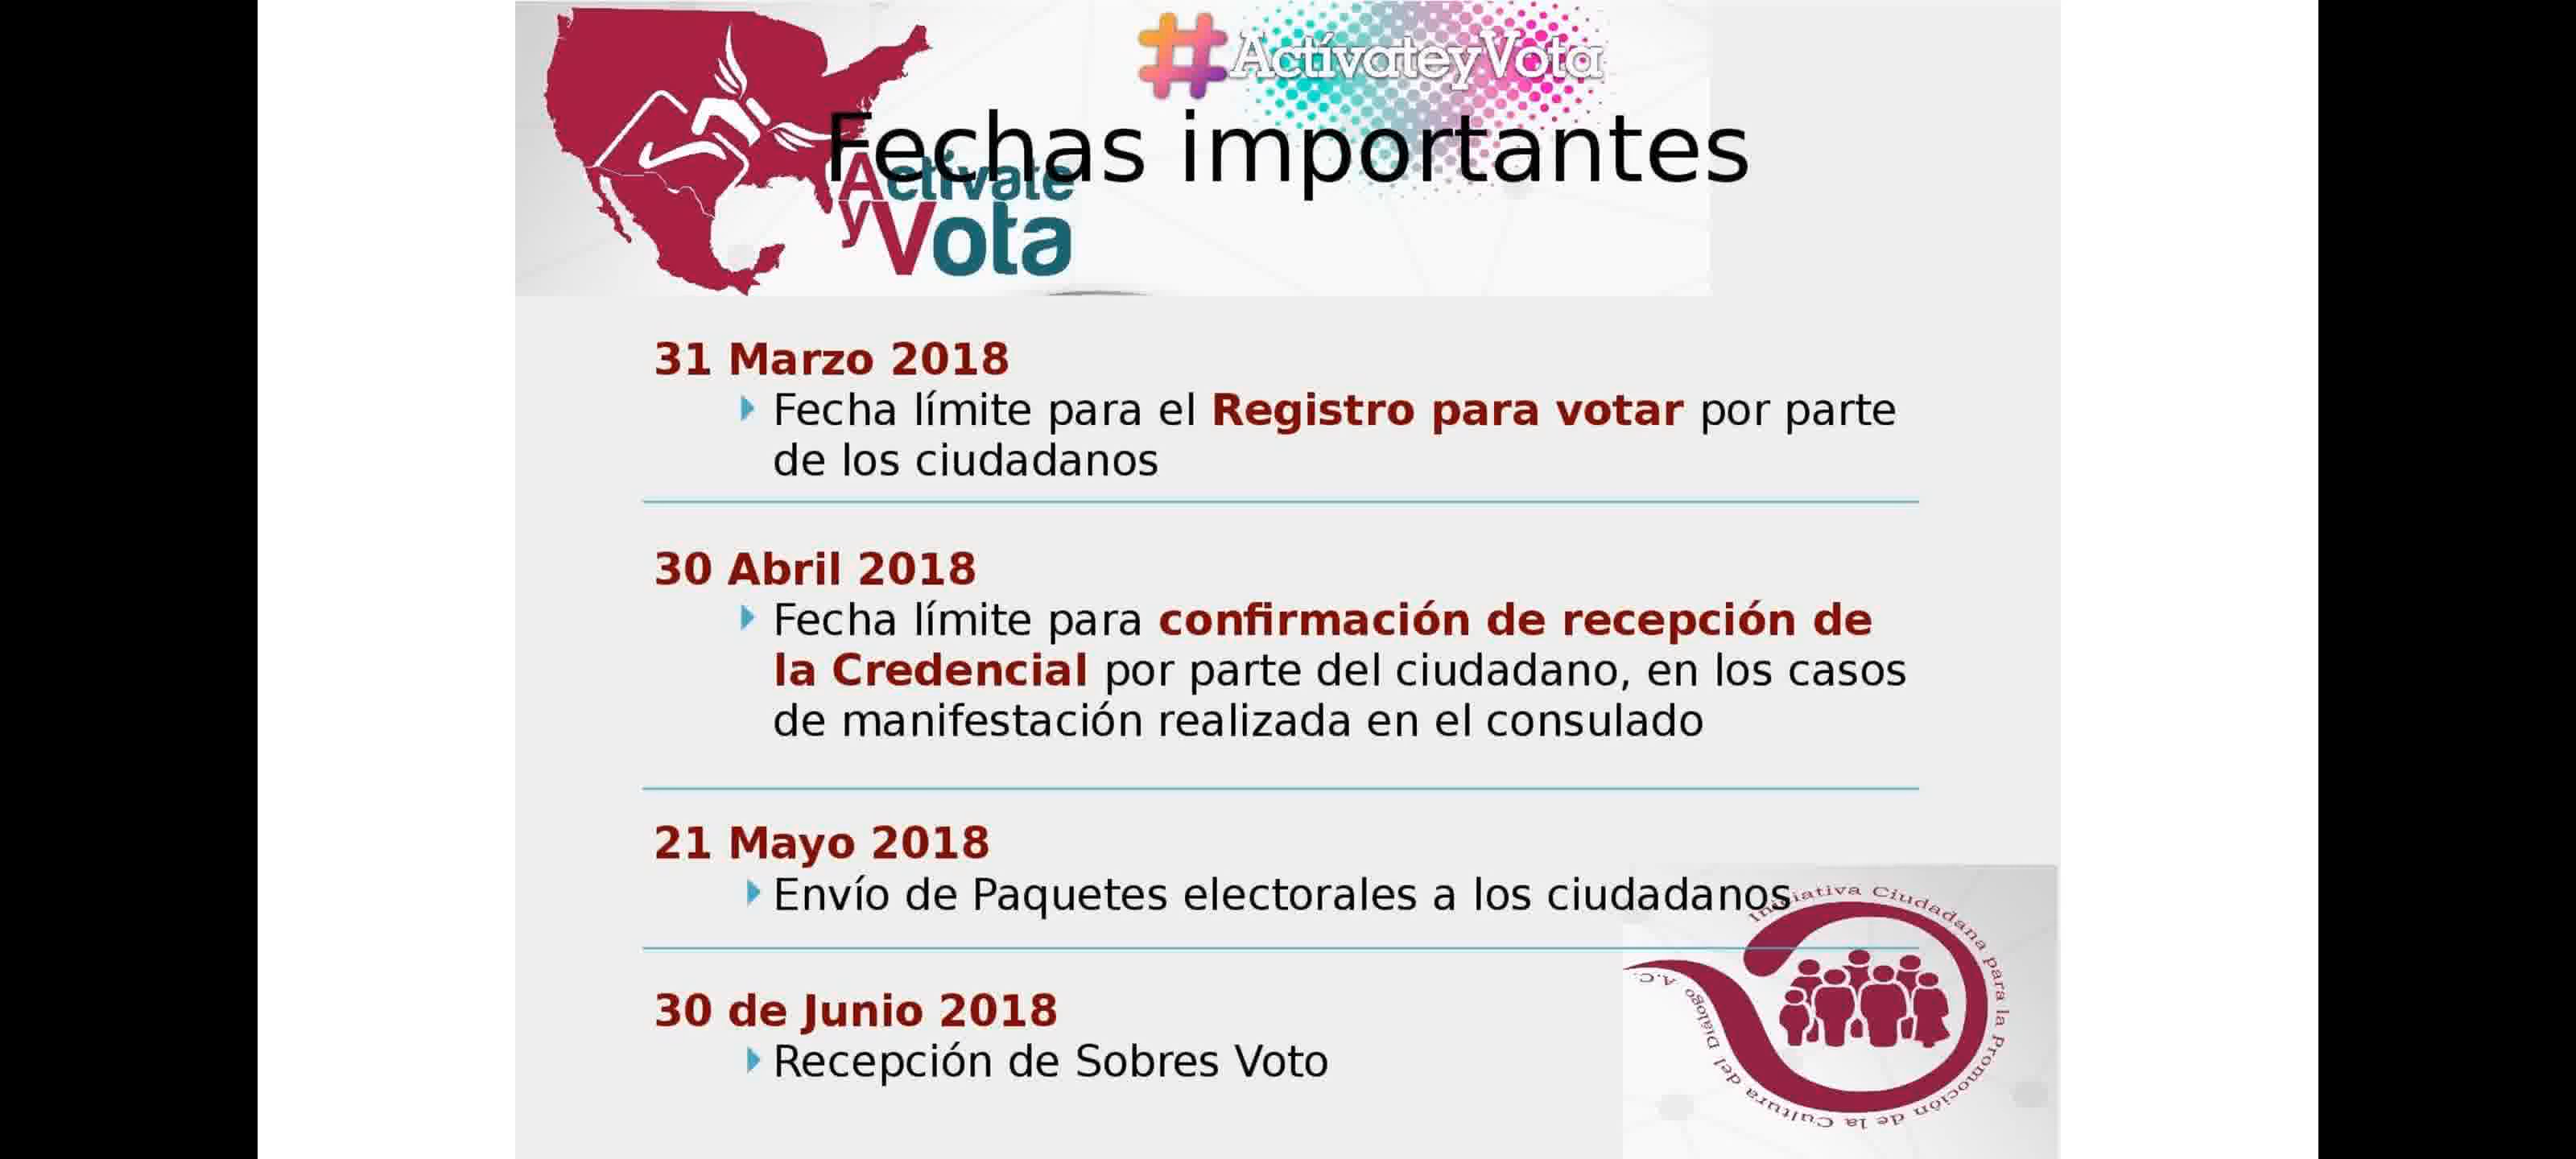 #ActívateyVota
Fechas importantes
Actívate
y Vota
31 Marzo 2018
Fecha límite para el Registro para votar por parte
de los ciudadanos
30 Abril 2018
Fecha límite para confirmación de recepción de
la Credencial por parte del ciudadano, en los casos
de manifestación realizada en el consulado
21 Mayo 2018
Envío de Paquetes electorales a los ciudadanos
30 de Junio 2018
Recepción de Sobres Voto
Iniciativa Ciudadana para la Promoción de la Cultura del Diálogo A.C.